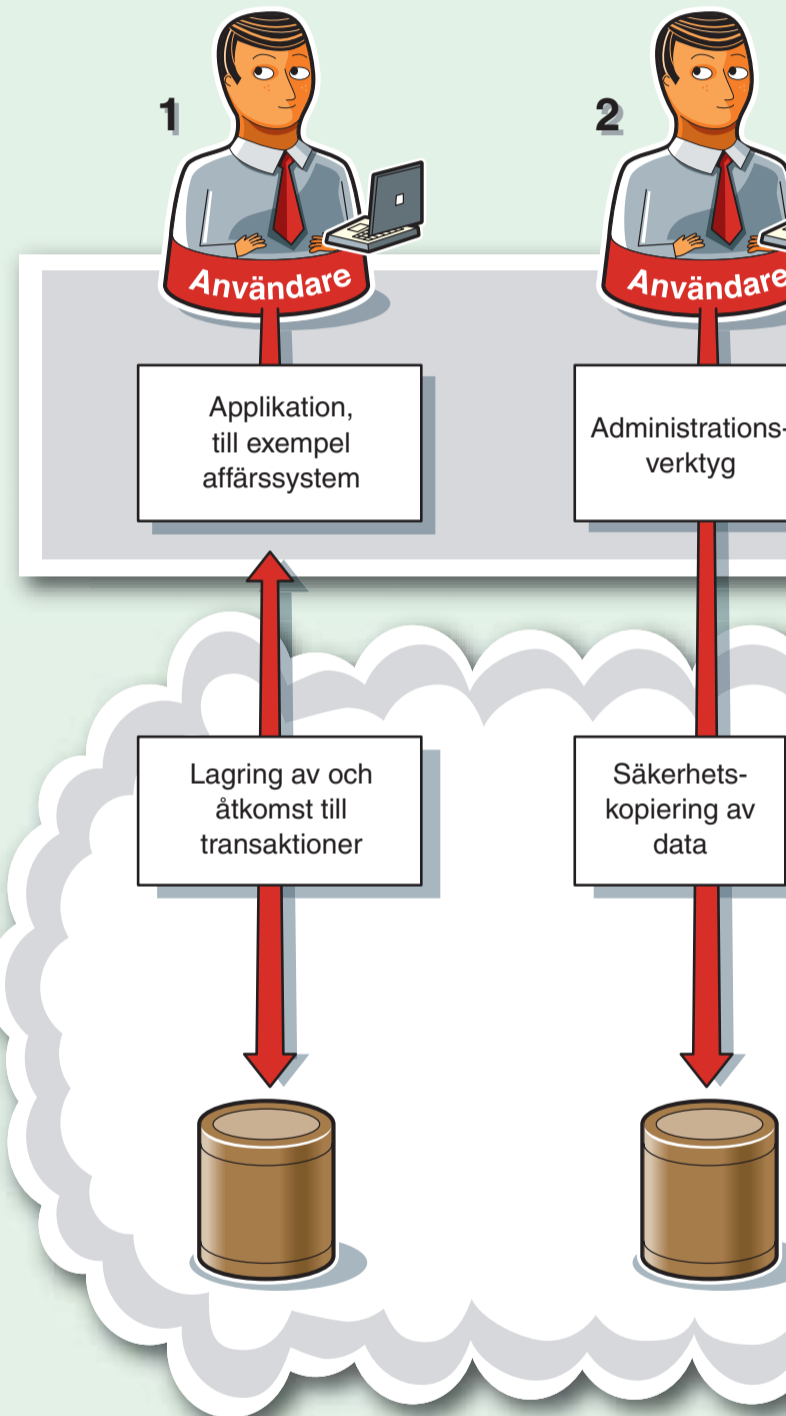 1
Användare
Applikation,
till exempel
affärssystem
Lagring av och
åtkomst till
transaktioner
2
Användare
Administrations-
verktyg
Säkerhets-
kopiering av
data